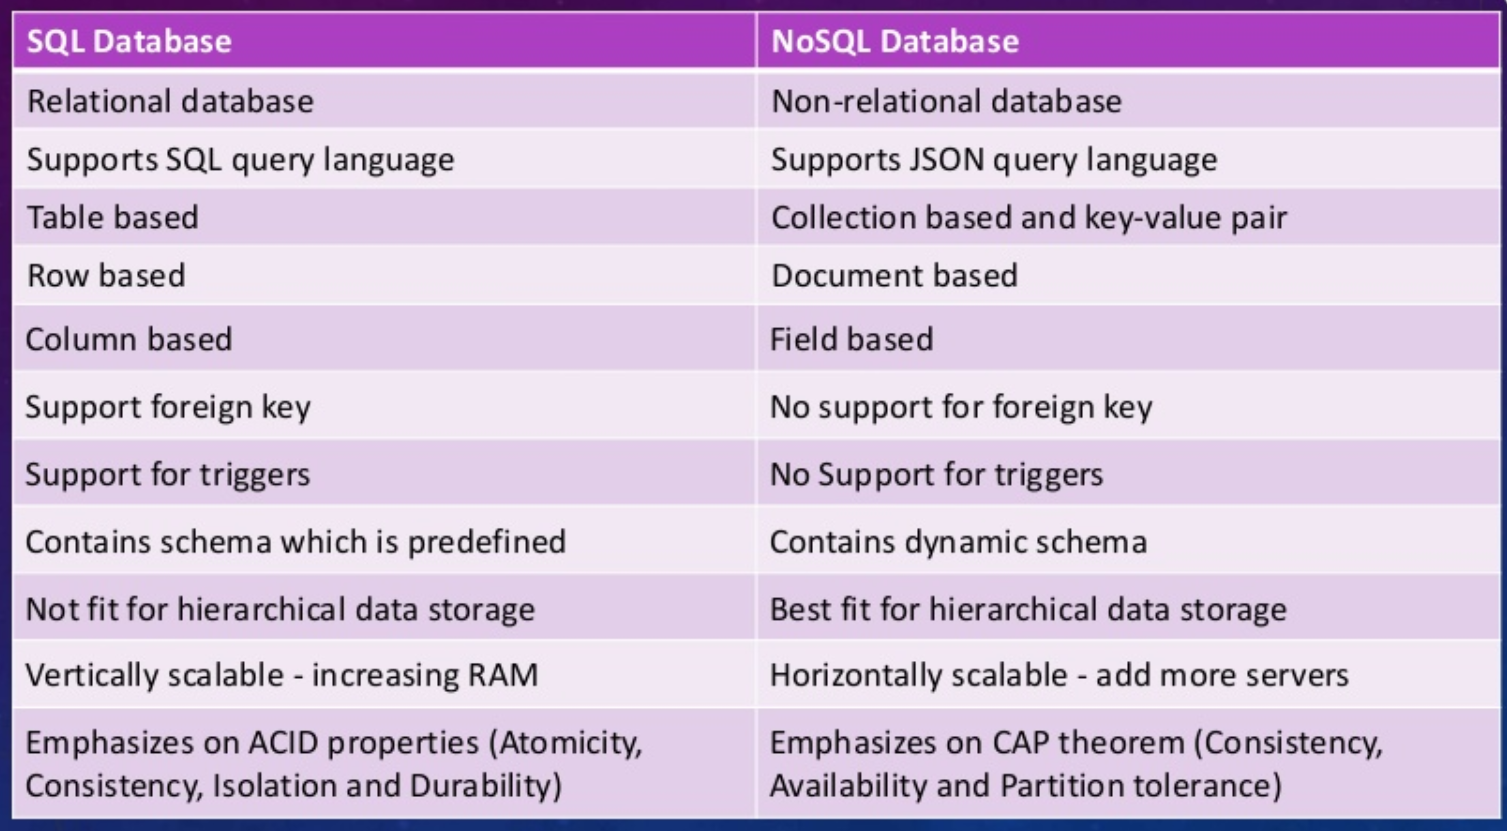 SQL Database
NoSQL Database
Relational database
Non-relational database
Supports SQL query language
Supports JSON query language
Table based
Collection based and key-value pair
Row based
Document based
Column based
Field based
Support foreign key
No support for foreign key
Support for triggers
No Support for triggers
Contains schema which is predefined
Contains dynamic schema
Not fit for hierarchical data storage
Best fit for hierarchical data storage
Vertically scalable - increasing RAM
Horizontally scalable - add more servers
Emphasizes on ACID properties (Atomicity,
Consistency, Isolation and Durability)
Emphasizes on CAP theorem (Consistency,
Availability and Partition tolerance)